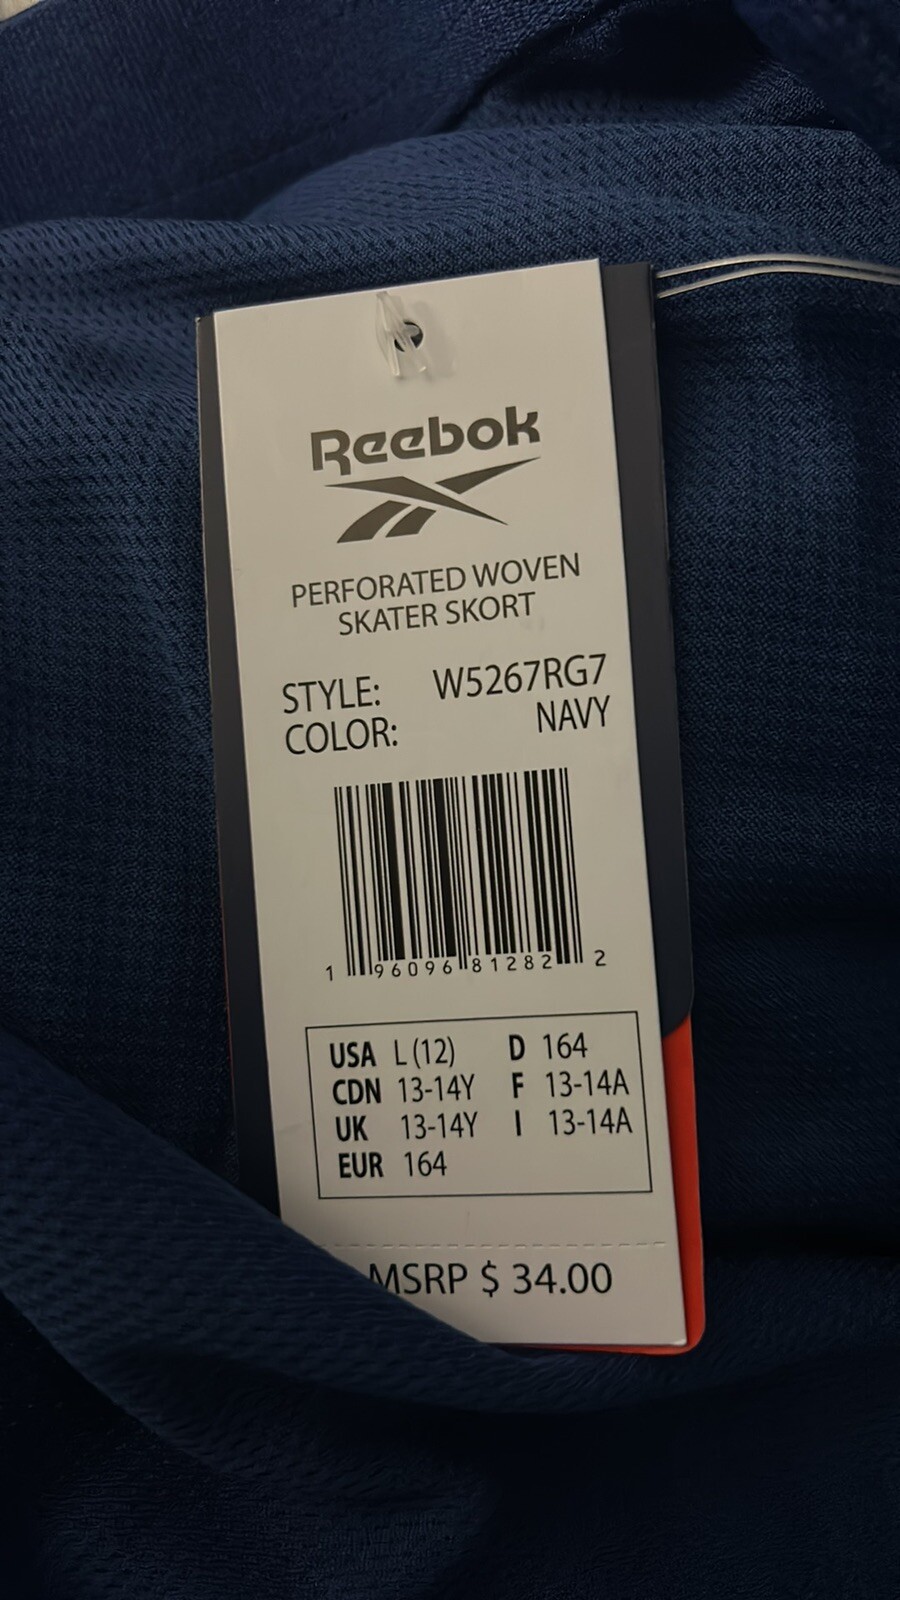 Reebok
PERFORATED WOVEN
SKATER SKORT
STYLE: W5267RG7
COLOR: NAVY
1 96096 81282 2
USA L (12) D 164
CDN 13-14Y F 13-14A
UK 13-14Y I 13-14A
EUR 164
MSRP $ 34.00